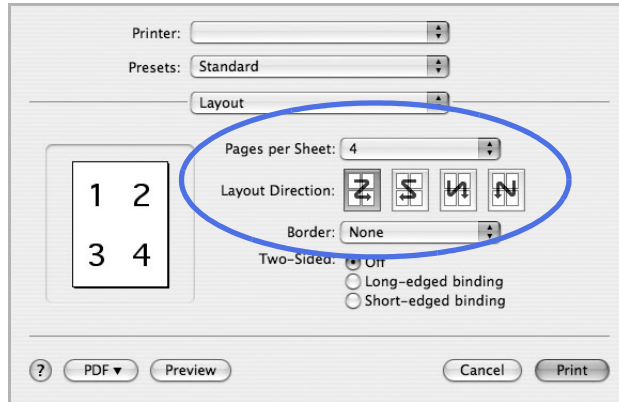 Printer:
Presets: Standard
Layout
Pages per Sheet: 4
1 2
Layout Direction:
3 4
Border: None
Two-Sided: Off
Long-edged binding
Short-edged binding
? PDF▼ Preview Cancel Print